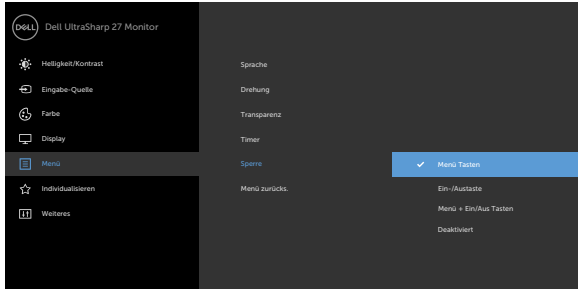 DELL Dell UltraSharp 27 Monitor
Helligkeit/Kontrast Sprache
Eingabe-Quelle Drehung
Farbe Transparenz
Display Timer
Menü Sperre Menü Tasten
Individualisieren Menü zurücks. Ein-/Austaste
Menü + Ein/Aus Tasten
Weiteres
Deaktiviert